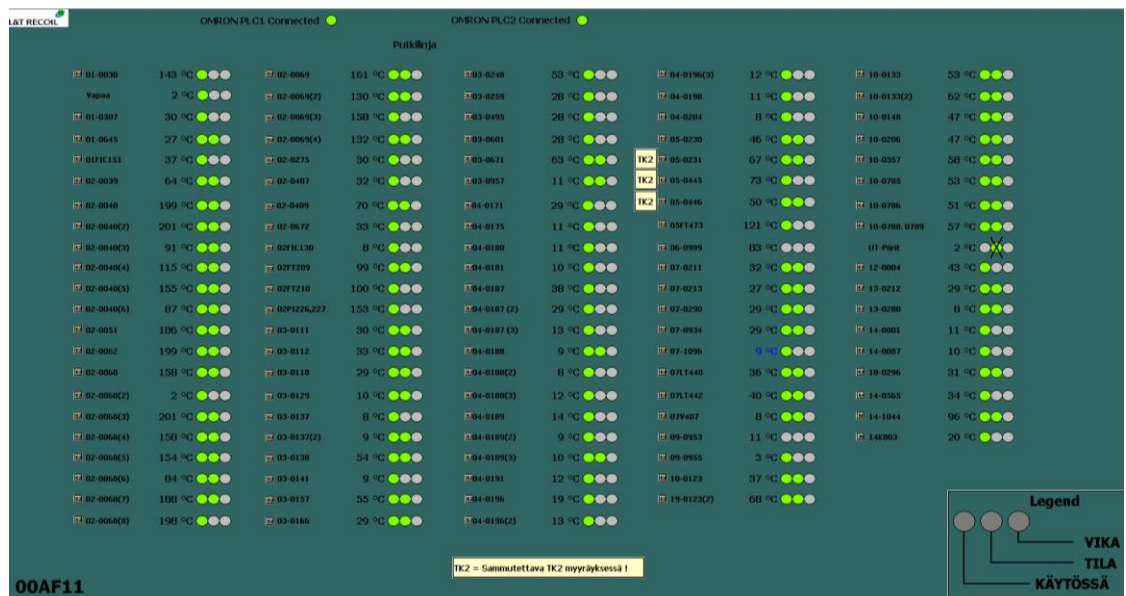 L&T RECOIL
OMRON PLC1 Connected
OMRON PLC2 Connected
Putkilinja
01-0030 143 °C 02-0069 161 °C 03-0248 53 °C 04-0196(3) 12 °C 10-0133 53 °C
Vapaa 2 °C 02-0069(2) 130 °C 03-0259 28 °C 04-0198 11 °C 10-0133(2) 62 °C
01-0307 30 °C 02-0069(3) 158 °C 03-0495 28 °C 04-0204 8 °C 10-0140 47 °C
01-0645 27 °C 02-0069(4) 132 °C 03-0601 28 °C 05-0230 46 °C 10-0206 47 °C
01FIC151 37 °C 02-0275 30 °C 03-0671 63 °C TK2 05-0231 67 °C 10-0357 58 °C
02-0039 64 °C 02-0407 32 °C 03-0957 11 °C TK2 05-0445 73 °C 10-0705 53 °C
02-0040 199 °C 02-0409 70 °C 04-0171 29 °C TK2 05-0446 50 °C 10-0706 51 °C
02-0040(2) 201 °C 02-0672 33 °C 04-0175 11 °C 05FT473 121 °C 10-0708. 0709 57 °C
02-0040(3) 91 °C 02FIC130 8 °C 04-0180 11 °C 06-0999 83 °C UT-Piirit 2 °C
02-0040(4) 115 °C 02FT209 99 °C 04-0181 10 °C 07-0211 32 °C 12-0004 43 °C
02-0040(5) 155 °C 02FT210 100 °C 04-0187 38 °C 07-0213 27 °C 13-0212 29 °C
02-0040(6) 87 °C 02PI226,227 153 °C 04-0187 (2) 29 °C 07-0290 29 °C 13-0280 8 °C
02-0051 186 °C 03-0111 30 °C 04-0187 (3) 13 °C 07-0934 29 °C 14-0001 11 °C
02-0062 199 °C 03-0112 33 °C 04-0188 9 °C 07-1096 9 °C 14-0007 10 °C
02-0060 158 °C 03-0118 29 °C 04-0188(2) 8 °C 07LT440 36 °C 10-0296 31 °C
02-0068(2) 2 °C 03-0129 10 °C 04-0188(3) 12 °C 07LT442 40 °C 14-0565 34 °C
02-0068(3) 201 °C 03-0137 8 °C 04-0189 14 °C 07V407 8 °C 14-1044 96 °C
02-0068(4) 158 °C 03-0137(2) 9 °C 04-0189(2) 9 °C 09-0953 11 °C 14K803 20 °C
02-0068(5) 154 °C 03-0138 54 °C 04-0189(3) 10 °C 09-0955 3 °C
02-0068(6) 84 °C 03-0141 9 °C 04-0191 12 °C 10-0123 37 °C
02-0068(7) 188 °C 03-0157 55 °C 04-0196 19 °C 19-0123(2) 68 °C
02-0068(8) 198 °C 03-0166 29 °C 04-0196(2) 13 °C
Legend
VIKA
TILA
KÄYTÖSSÄ
TK2 = Sammutettava TK2 myyräyksessä !
00AF11